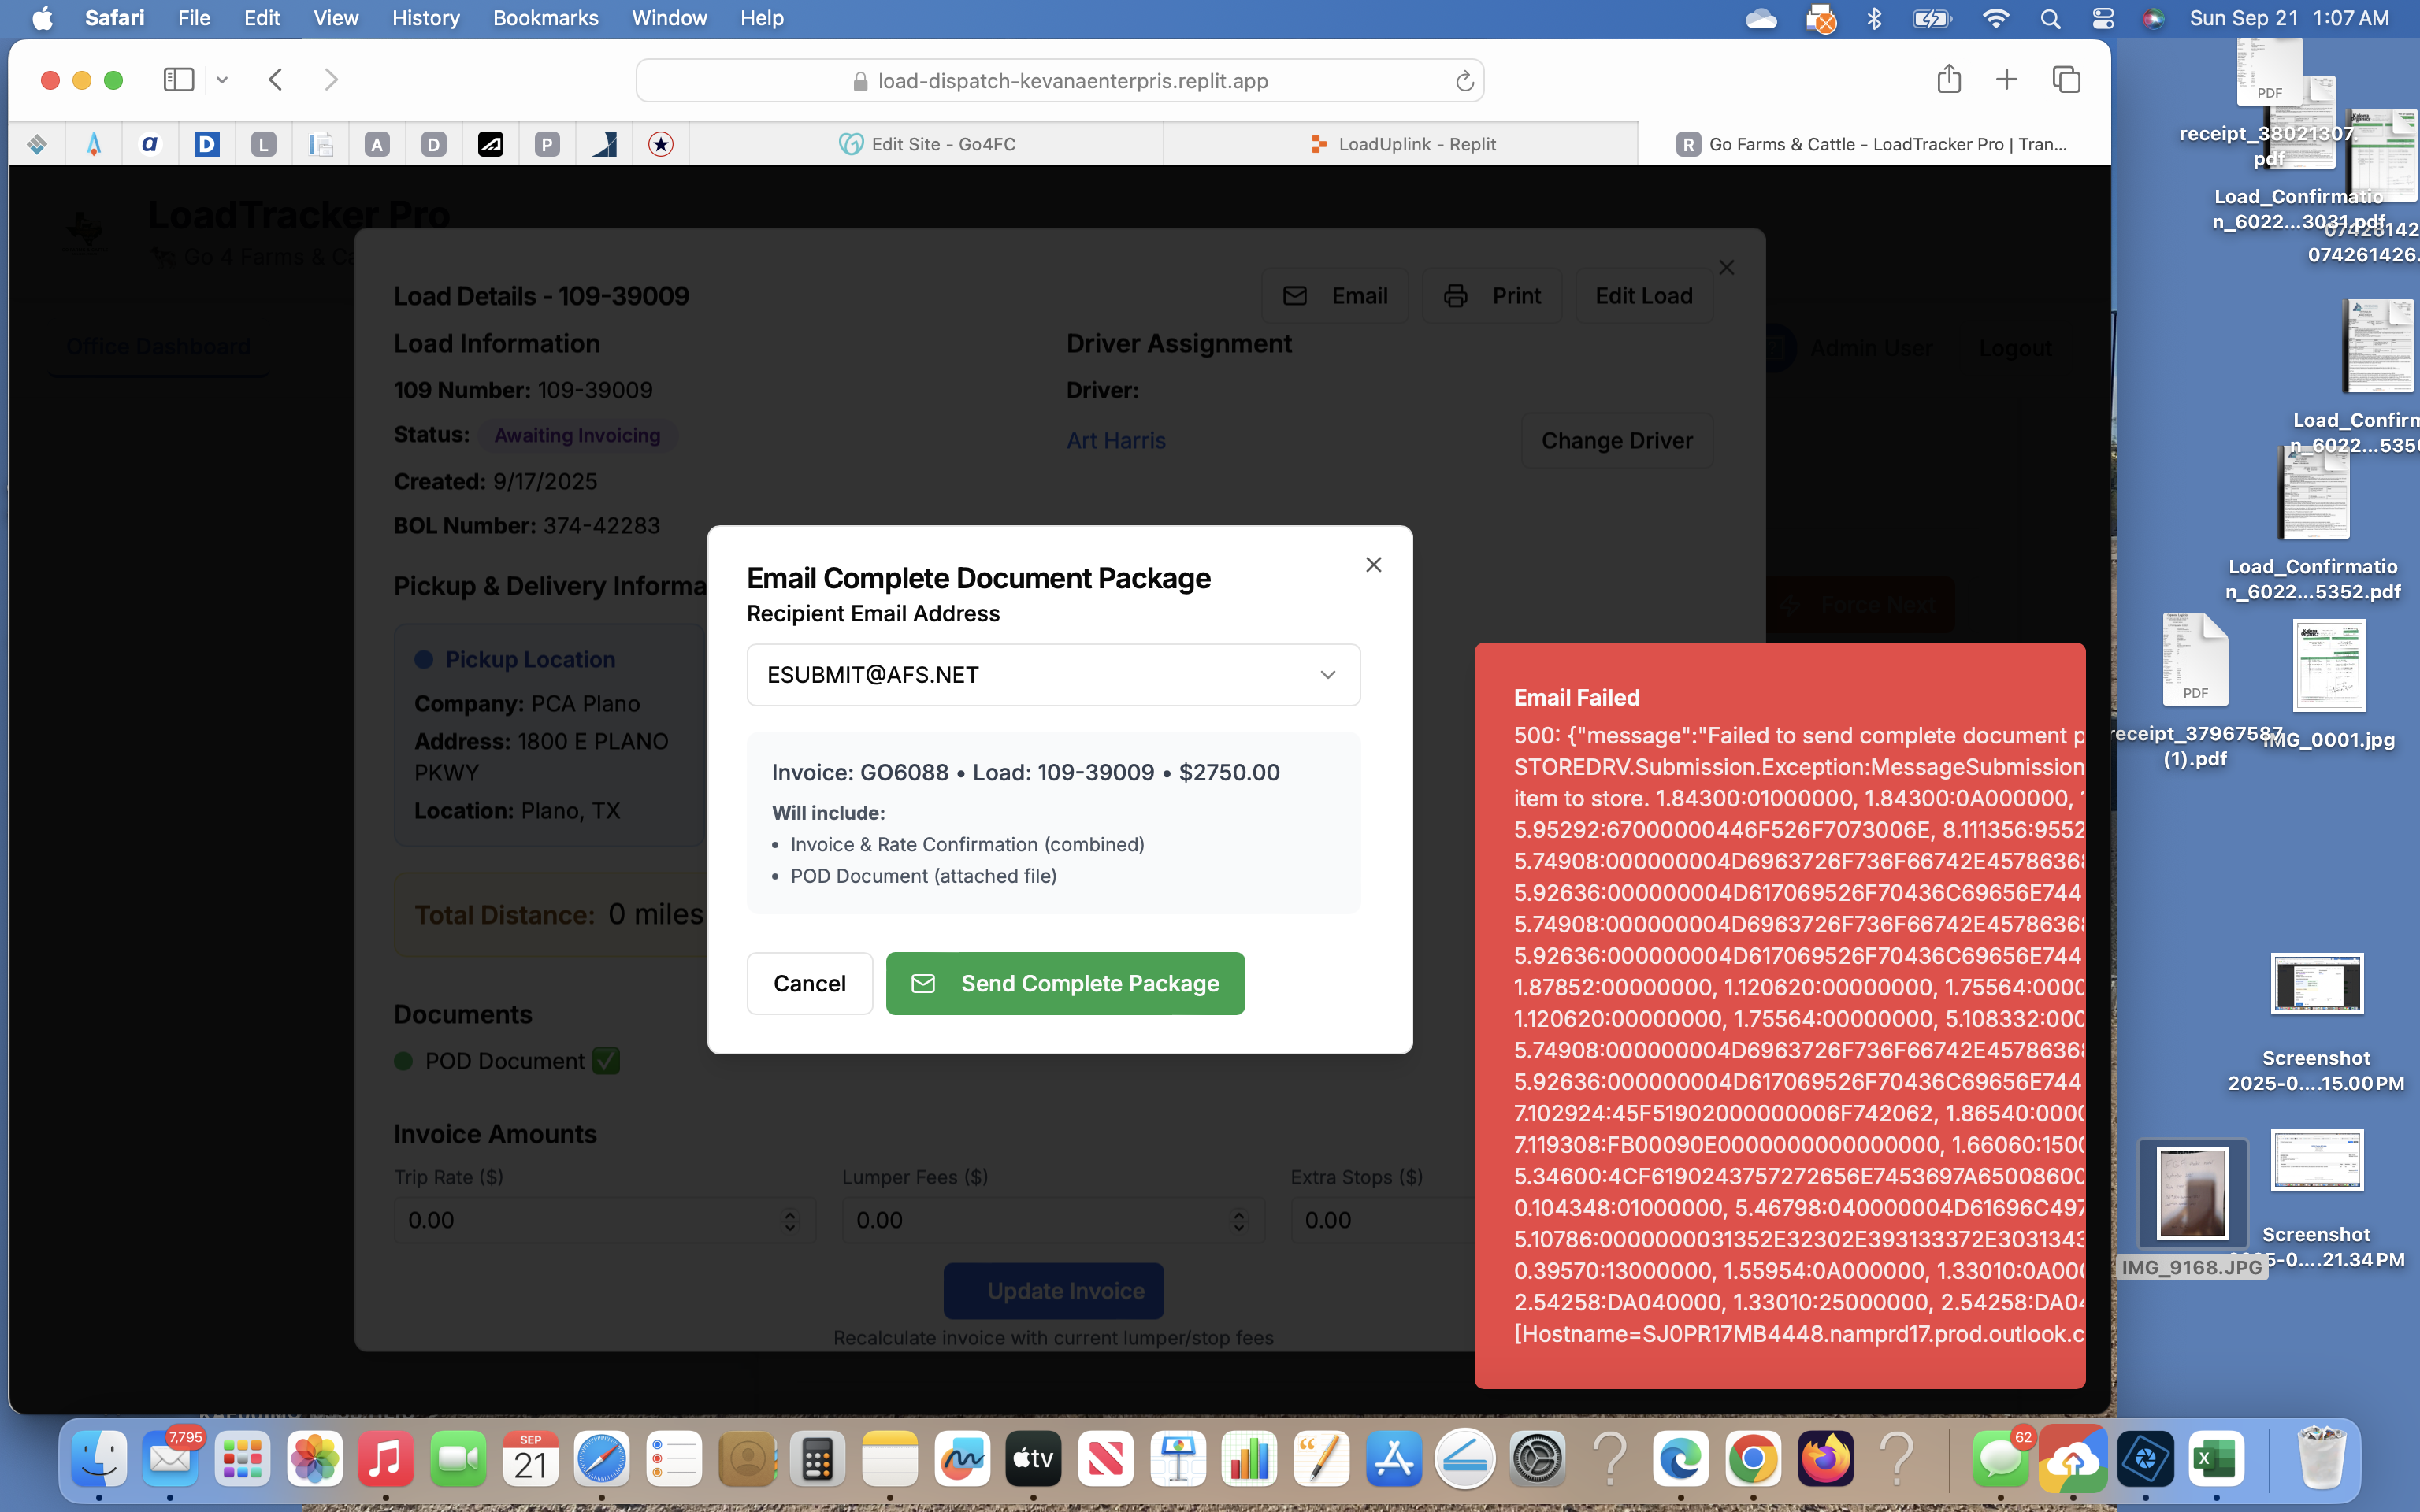 Safari File Edit View History Bookmarks Window Help
Sun Sep 21 1:07 AM
load-dispatch-kevanaenterpris.replit.app
a D L A D P
Edit Site - Go4FC
LoadUplink - Replit
R Go Farms & Cattle - LoadTracker Pro | Tran...
LoadTracker Pro
Go 4 Farms & Ca
Office Dashboard
Admin User
Logout
Load Details - 109-39009
Email
Print
Edit Load
Load Information
109 Number: 109-39009
Status: Awaiting Invoicing
Created: 9/17/2025
BOL Number: 374-42283
Driver Assignment
Driver:
Art Harris
Change Driver
Pickup & Delivery Informa
Pickup Location
Company: PCA Plano
Address: 1800 E PLANO
PKWY
Location: Plano, TX
Total Distance: 0 miles
Force Next
Documents
POD Document
Invoice Amounts
Trip Rate ($)
0.00
Lumper Fees ($)
0.00
Extra Stops ($)
0.00
Update Invoice
Recalculate invoice with current lumper/stop fees
Email Complete Document Package
Recipient Email Address
ESUBMIT@AFS.NET
Invoice: GO6088 • Load: 109-39009 • $2750.00
Will include:
• Invoice & Rate Confirmation (combined)
• POD Document (attached file)
Cancel
Send Complete Package
Email Failed
500: {"message":"Failed to send complete document p
STOREDRV.Submission.Exception:MessageSubmission
item to store. 1.84300:01000000, 1.84300:0A000000,
5.95292:67000000446F526F7073006E, 8.111356:9552
5.74908:000000004D6963726F736F66742E45786368
5.92636:000000004D617069526F70436C69656E744
5.74908:000000004D6963726F736F66742E45786368
5.92636:000000004D617069526F70436C69656E744
1.87852:00000000, 1.120620:00000000, 1.75564:0000
1.120620:00000000, 1.75564:00000000, 5.108332:000
5.74908:000000004D6963726F736F66742E45786368
5.92636:000000004D617069526F70436C69656E744
7.102924:45F51902000000006F742062, 1.86540:0000
7.119308:FB00090E0000000000000000, 1.66060:1500
5.34600:4CF6190243757272656E7453697A65008600
0.104348:01000000, 5.46798:040000004D61696C497
5.10786:0000000031352E32302E393133372E3031343
0.39570:13000000, 1.55954:0A000000, 1.33010:0A000
2.54258:DA040000, 1.33010:25000000, 2.54258:DA04
[Hostname=SJ0PR17MB4448.namprd17.prod.outlook.c
PDF
receipt_38021307
pdf
Load_Confirmatio
n_6022...3031.pdf
074261426.
Load_Confirm
n_6022...535
Load_Confirmatio
n_6022...5352.pdf
PDF
receipt_37967587
(1).pdf
IMG_0001.jpg
Screenshot
2025-0....15.00 PM
Screenshot
5-0....21.34 PM
IMG_9168.JPG
7,795
SEP
21
tv
62
X